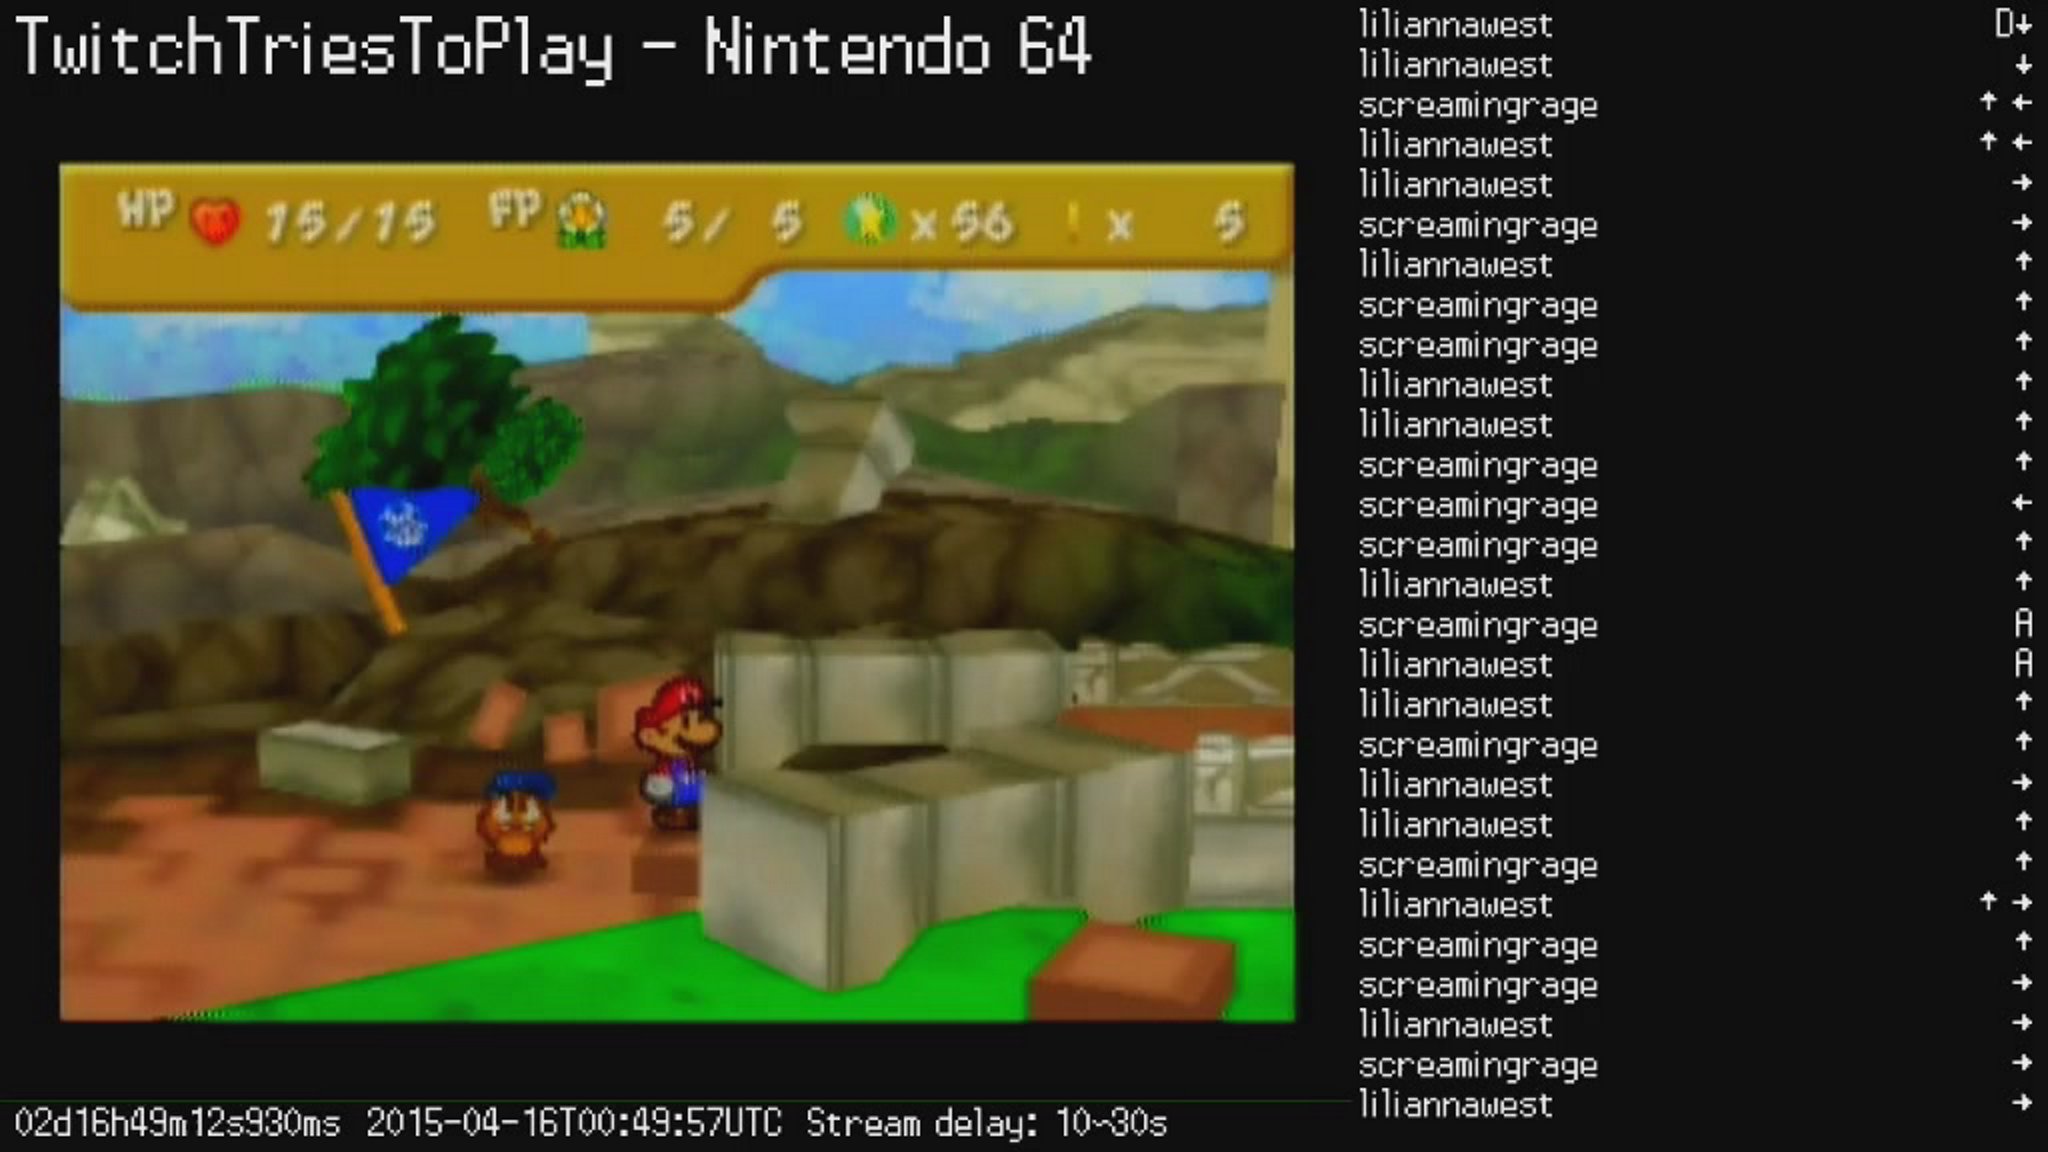 TwitchTriesToPlay - Nintendo 64
HP 15/15 FP 5/ 5 x 56 ! x 5
liliannawest D↓
liliannawest ↓
screamingrage ↑ ←
liliannawest ↑ ←
liliannawest →
screamingrage →
liliannawest ↑
screamingrage ↑
screamingrage ↑
liliannawest ↑
liliannawest ↑
screamingrage ↑
screamingrage ←
screamingrage ↑
liliannawest ↑
screamingrage A
liliannawest A
liliannawest ↑
screamingrage ↑
liliannawest →
liliannawest ↑
screamingrage ↑
liliannawest ↑ →
screamingrage ↑
screamingrage →
liliannawest →
screamingrage →
liliannawest →
02d16h49m12s930ms 2015-04-16T00:49:57UTC Stream delay: 10~30s